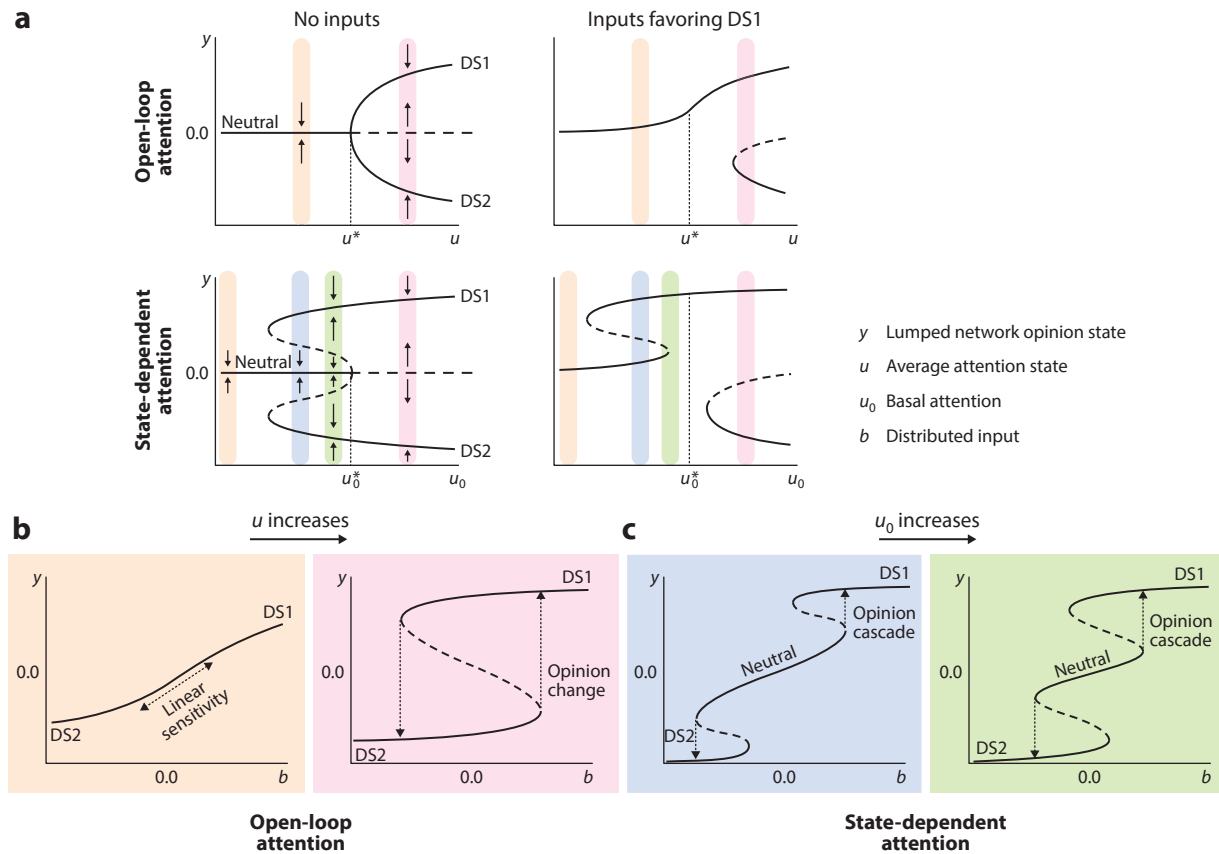 a
No inputs
Inputs favoring DS1
Open-loop
attention
y
0.0
Neutral
DS1
DS2
u*
u
u*
u
State-dependent
attention
y
0.0
Neutral
DS1
DS2
u₀*
u₀
u₀*
u₀
y Lumped network opinion state
u Average attention state
u₀ Basal attention
b Distributed input
b
u increases
c
u₀ increases
y
0.0
DS1
DS2
Linear
sensitivity
0.0
b
y
0.0
DS1
DS2
Opinion
change
0.0
b
y
0.0
DS1
Opinion
cascade
Neutral
DS2
0.0
b
y
0.0
DS1
Opinion
cascade
Neutral
DS2
0.0
b
Open-loop
attention
State-dependent
attention